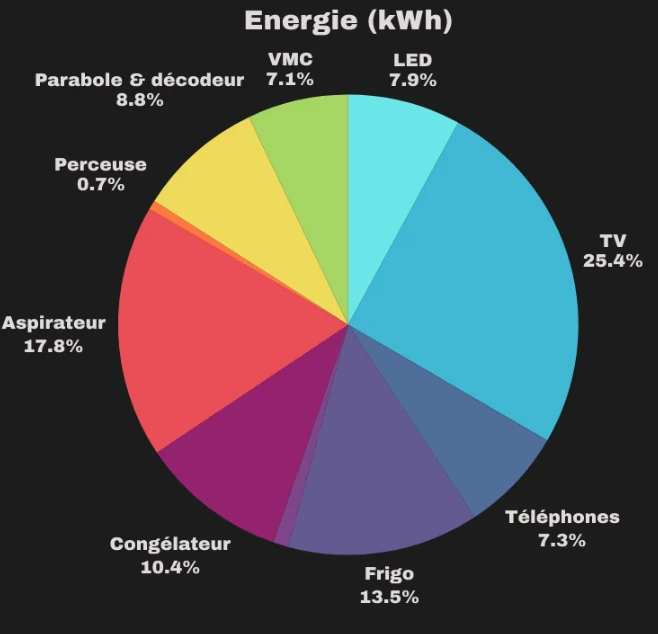 Energie (kWh)
VMC
7.1%
LED
7.9%
Parabole & décodeur
8.8%
Perceuse
0.7%
TV
25.4%
Aspirateur
17.8%
Téléphones
7.3%
Congélateur
10.4%
Frigo
13.5%